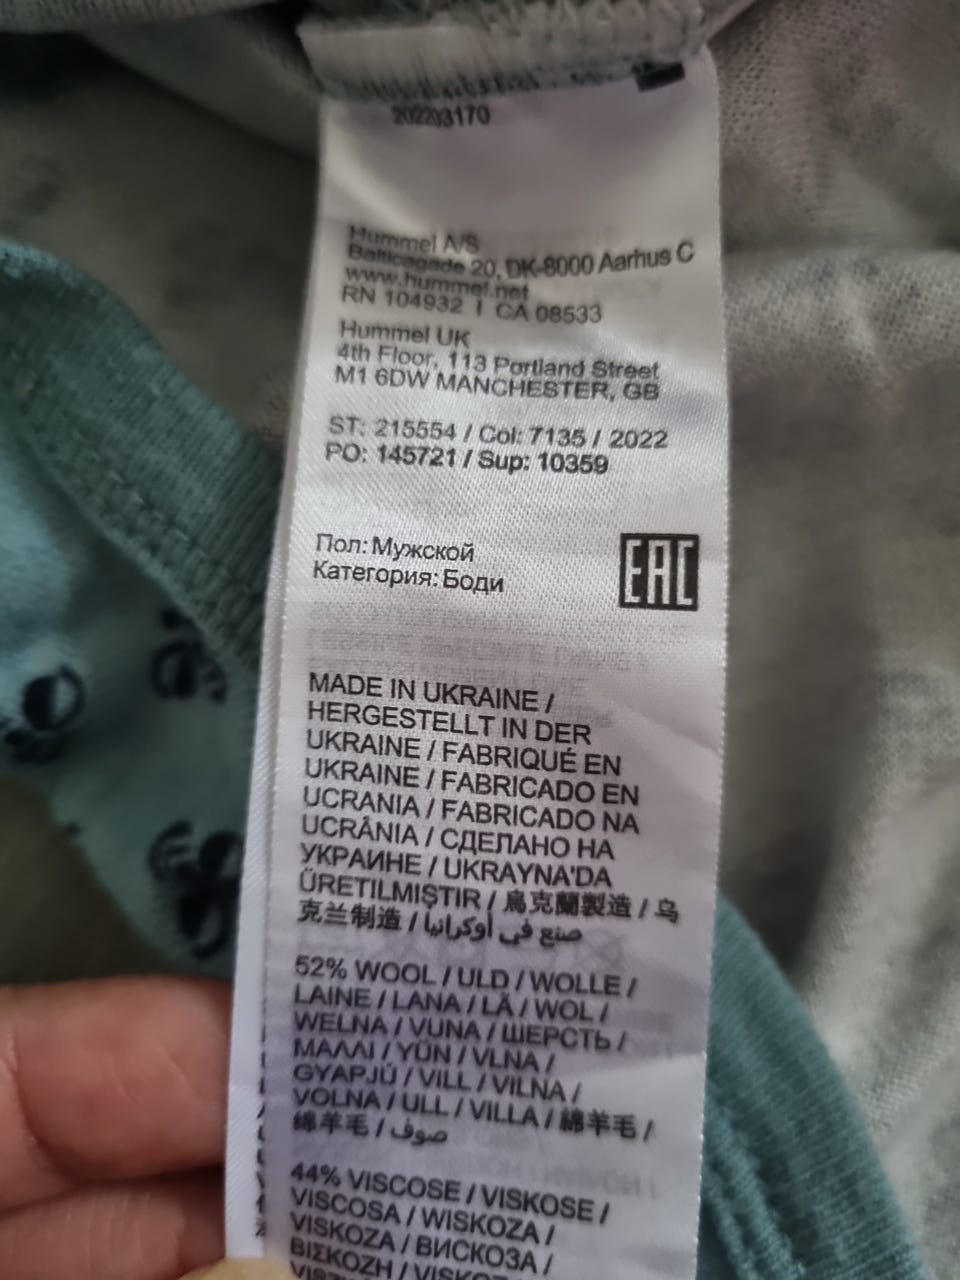 202203170
Hummel A/S
Balticagade 20, DK-8000 Aarhus C
www.hummel.net
RN 104932 I CA 08533
Hummel UK
4th Floor, 113 Portland Street
M1 6DW MANCHESTER, GB
ST: 215554 / Col: 7135 / 2022
PO: 145721 / Sup: 10359
Пол: Мужской
Категория: Боди
EAC
MADE IN UKRAINE /
HERGESTELLT IN DER
UKRAINE / FABRIQUÉ EN
UKRAINE / FABRICADO EN
UCRANIA / FABRICADO NA
UCRÂNIA / СДЕЛАНО НА
УКРАИНЕ / UKRAYNA'DA
ÜRETILMIŞTIR / 烏克蘭製造 / 乌
克兰制造 / صنع في أوكرانيا
52% WOOL / ULD / WOLLE /
LAINE / LANA / LÃ / WOL /
WEŁNA / VUNA / ШЕРСТЬ /
ΜΑΛΛΙ / YÜN / VLNA /
GYAPJÚ / VILL / VILNA /
VOLNA / ULL / VILLA / 綿羊毛 /
绵羊毛 / صوف
44% VISCOSE / VISKOSE /
VISCOSA / WISKOZA /
VISKOZA / ВИСКОЗА /
ΒΙΣΚΟΖΗ /